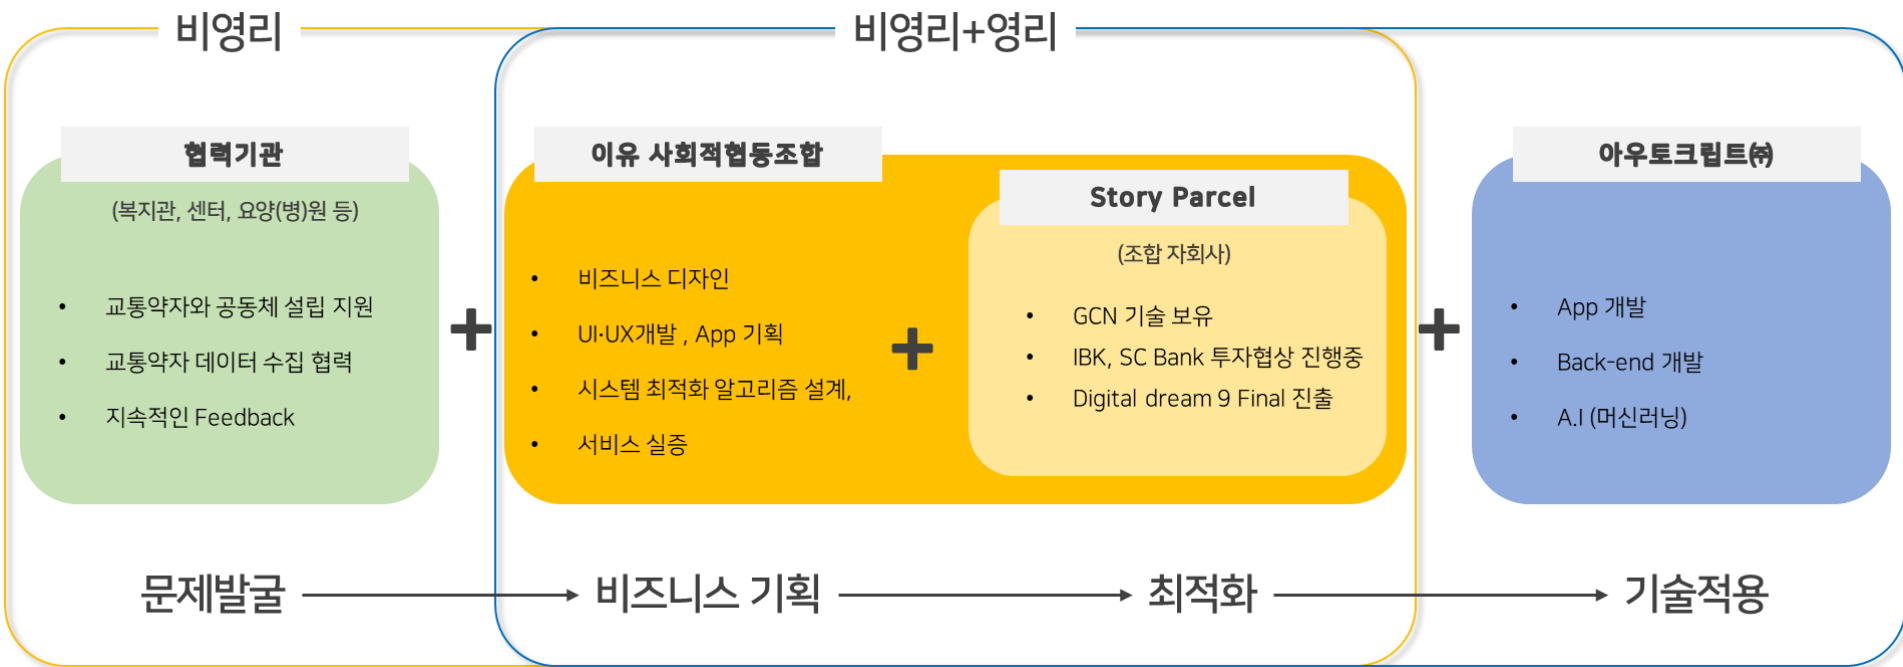 비영리
비영리+영리
협력기관
(복지관, 센터, 요양(병)원 등)
• 교통약자와 공동체 설립 지원
• 교통약자 데이터 수집 협력
• 지속적인 Feedback
+
이유 사회적협동조합
• 비즈니스 디자인
• UI·UX개발 , App 기획
• 시스템 최적화 알고리즘 설계,
• 서비스 실증
+
Story Parcel
(조합 자회사)
• GCN 기술 보유
• IBK, SC Bank 투자협상 진행중
• Digital dream 9 Final 진출
+
아우토크립트㈜
• App 개발
• Back-end 개발
• A.I (머신러닝)
문제발굴 → 비즈니스 기획 → 최적화 → 기술적용